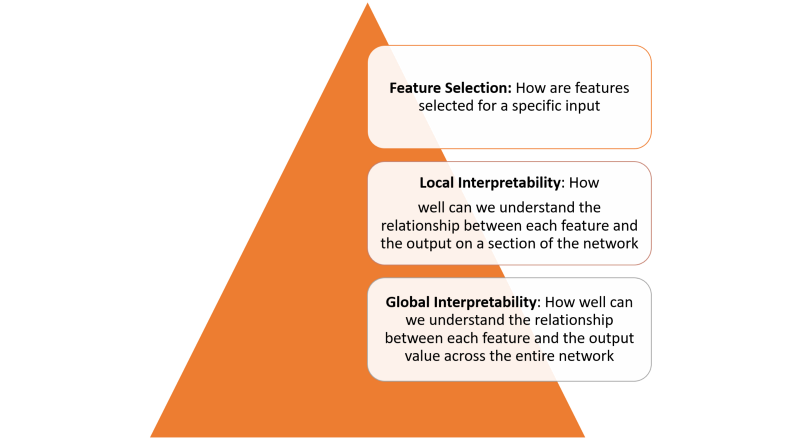 Feature Selection: How are features
selected for a specific input
Local Interpretability: How
well can we understand the
relationship between each feature and
the output on a section of the network
Global Interpretability: How well can
we understand the relationship
between each feature and the output
value across the entire network